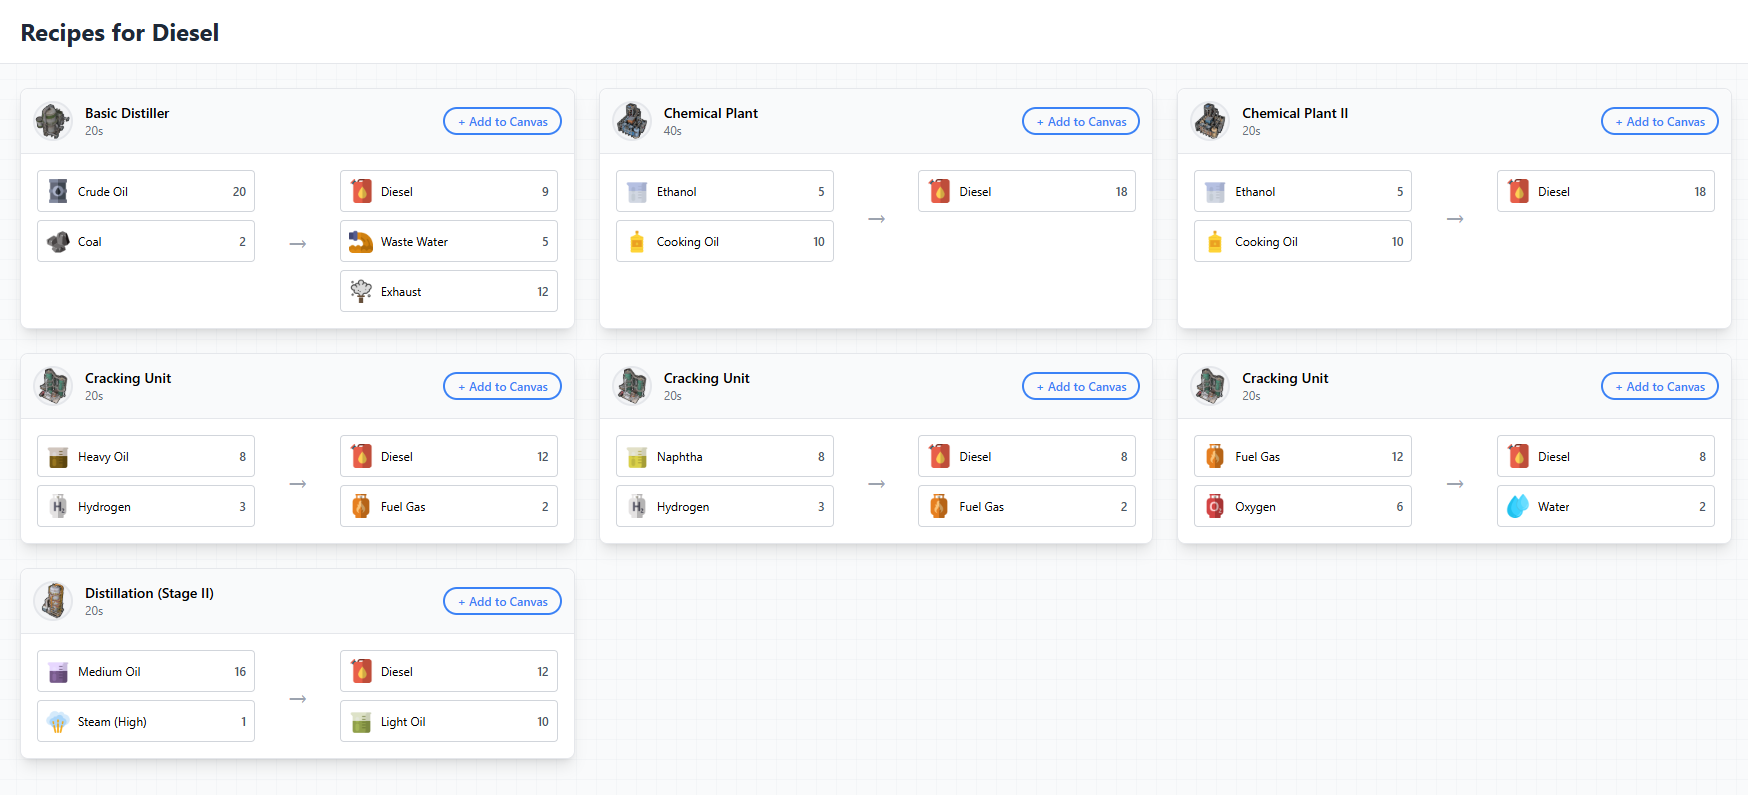 Recipes for Diesel
Basic Distiller
20s
+ Add to Canvas
Crude Oil 20
Coal 2
→
Diesel 9
Waste Water 5
Exhaust 12
Chemical Plant
40s
+ Add to Canvas
Ethanol 5
Cooking Oil 10
→
Diesel 18
Chemical Plant II
20s
+ Add to Canvas
Ethanol 5
Cooking Oil 10
→
Diesel 18
Cracking Unit
20s
+ Add to Canvas
Heavy Oil 8
H₂ Hydrogen 3
→
Diesel 12
Fuel Gas 2
Cracking Unit
20s
+ Add to Canvas
Naphtha 8
H₂ Hydrogen 3
→
Diesel 8
Fuel Gas 2
Cracking Unit
20s
+ Add to Canvas
Fuel Gas 12
O₂ Oxygen 6
→
Diesel 8
Water 2
Distillation (Stage II)
20s
+ Add to Canvas
Medium Oil 16
Steam (High) 1
→
Diesel 12
Light Oil 10